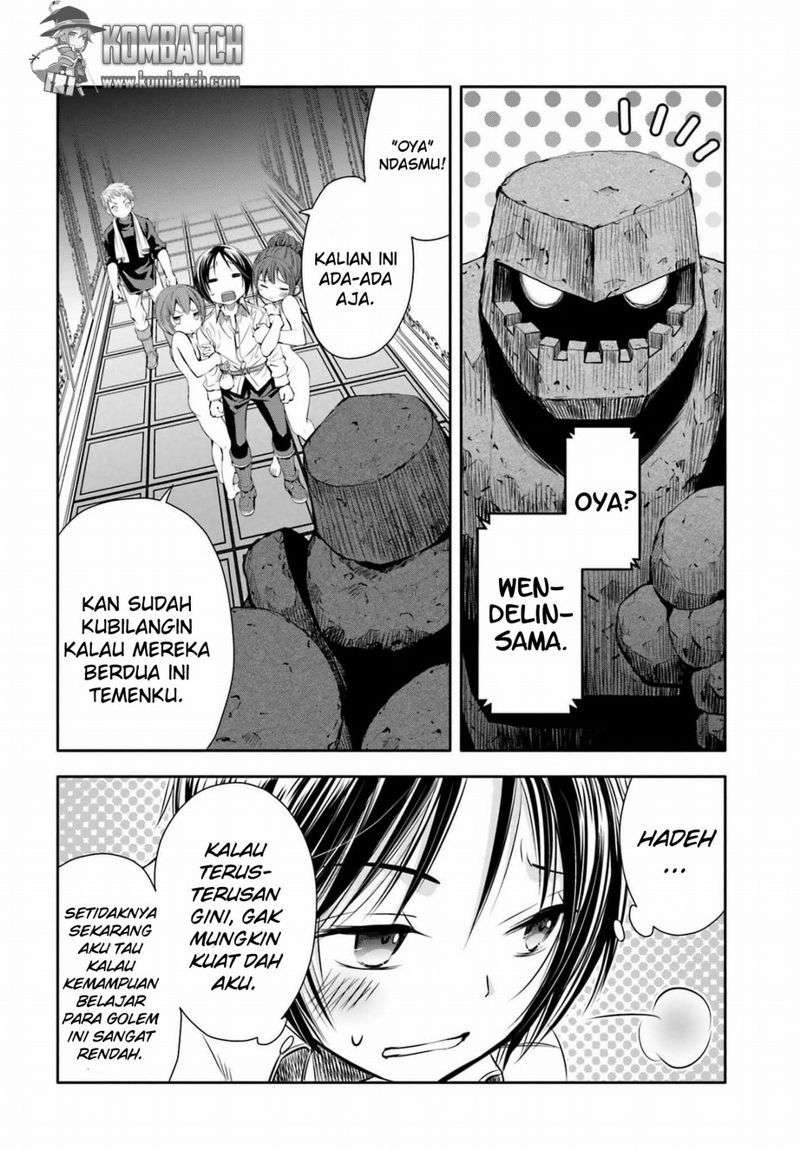 KOMBATCH
www.kombatch.com
OYA?
WEN-
DELIN-
SAMA.
"OYA"
NDASMU!
KALIAN INI
ADA-ADA
AJA.
KAN SUDAH
KUBILANGIN
KALAU MEREKA
BERDUA INI
TEMENKU.
HADEH
...
KALAU
TERUS-
TERUSAN
GINI, GAK
MUNGKIN
KUAT DAH
AKU.
SETIDAKNYA
SEKARANG
AKU TAU
KALAU
KEMAMPUAN
BELAJAR
PARA GOLEM
INI SANGAT
RENDAH.